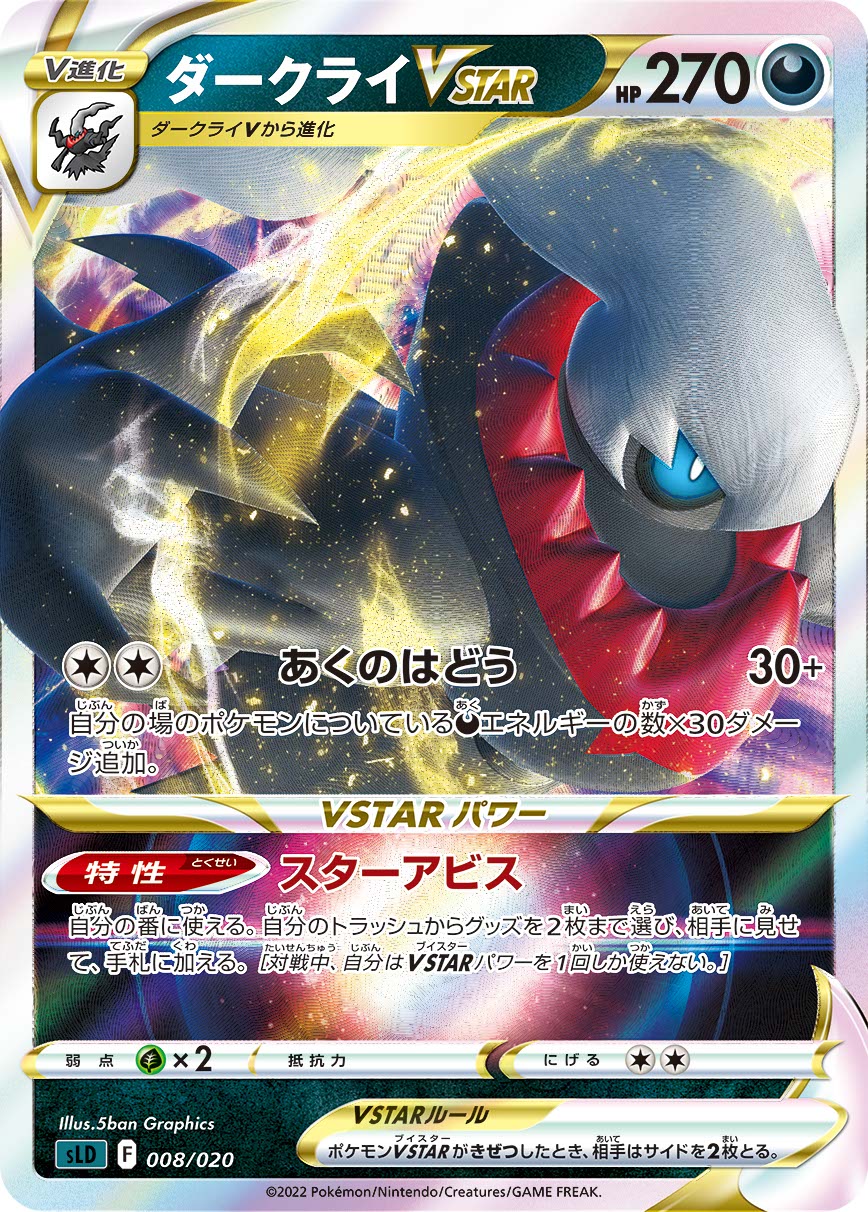 V進化
ダークライVSTAR
HP 270
ダークライVから進化
あくのはどう 30+
自分の場のポケモンについているエネルギーの数×30ダメー
ジ追加。
VSTARパワー
特性 スターアビス
自分の番に使える。自分のトラッシュからグッズを2枚まで選び、相手に見せ
て、手札に加える。[対戦中、自分はVSTARパワーを1回しか使えない。]
弱点 ×2 抵抗力 にげる
Illus.5ban Graphics
VSTARルール
ポケモンVSTARがきぜつしたとき、相手はサイドを2枚とる。
sLD F 008/020
©2022 Pokémon/Nintendo/Creatures/GAME FREAK.